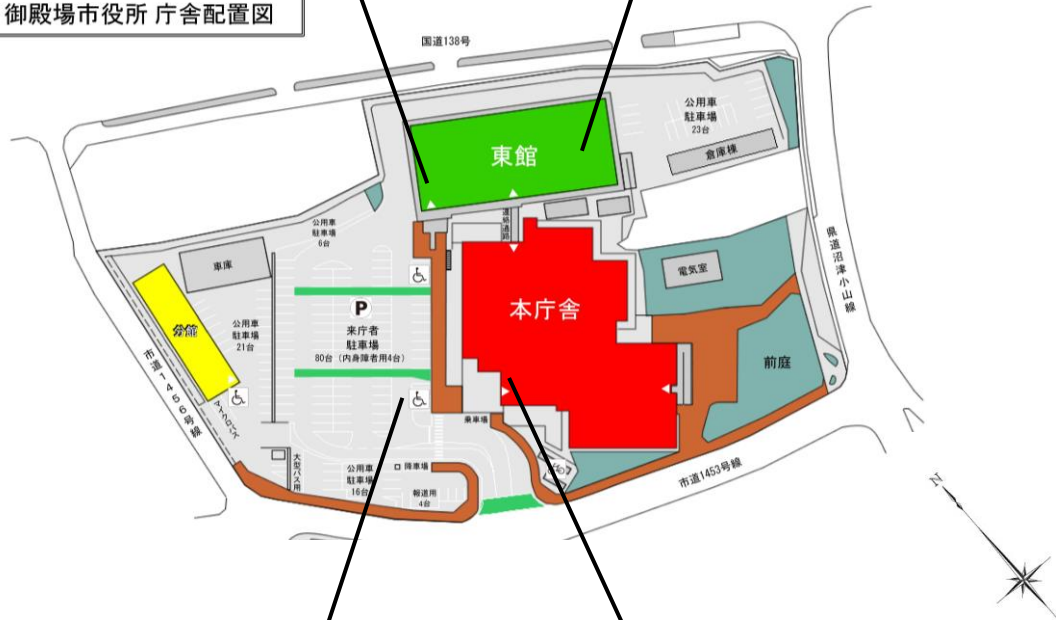 御殿場市役所 庁舎配置図
国道138号
公用車
駐車場
23台
倉庫棟
東館
連絡通路
公用車
駐車場
6台
車庫
電気室
県道沼津小山線
本庁舎
P
来庁者
駐車場
80台（内身障者用4台）
分館
公用車
駐車場
21台
前庭
市道1456号線
マイクロバス
乗車場
大型バス用
公用車
駐車場
16台
降車場
報道用
4台
市道1453号線
N